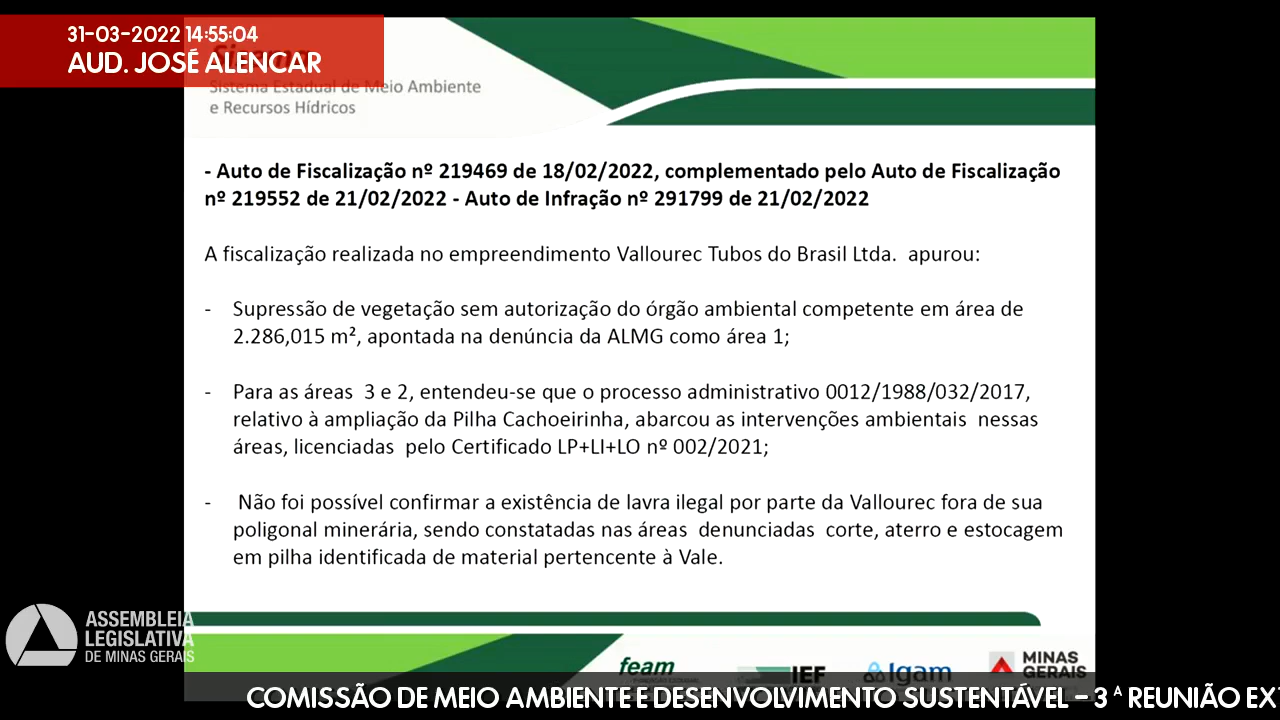 31-03-2022 14:55:04
AUD. JOSÉ ALENCAR
Sistema Estadual de Meio Ambiente
e Recursos Hídricos
- Auto de Fiscalização nº 219469 de 18/02/2022, complementado pelo Auto de Fiscalização
nº 219552 de 21/02/2022 - Auto de Infração nº 291799 de 21/02/2022
A fiscalização realizada no empreendimento Vallourec Tubos do Brasil Ltda. apurou:
- Supressão de vegetação sem autorização do órgão ambiental competente em área de
2.286,015 m², apontada na denúncia da ALMG como área 1;
- Para as áreas 3 e 2, entendeu-se que o processo administrativo 0012/1988/032/2017,
relativo à ampliação da Pilha Cachoeirinha, abarcou as intervenções ambientais nessas
áreas, licenciadas pelo Certificado LP+LI+LO nº 002/2021;
- Não foi possível confirmar a existência de lavra ilegal por parte da Vallourec fora de sua
poligonal minerária, sendo constatadas nas áreas denunciadas corte, aterro e estocagem
em pilha identificada de material pertencente à Vale.
ASSEMBLEIA
LEGISLATIVA
DE MINAS GERAIS
feam
IEF
Igam
MINAS
GERAIS
COMISSÃO DE MEIO AMBIENTE E DESENVOLVIMENTO SUSTENTÁVEL - 3 ª REUNIÃO EX